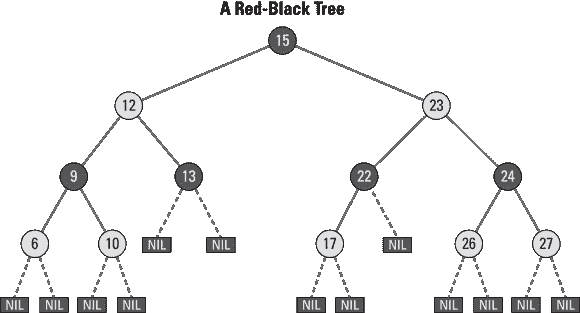 A Red-Black Tree
15
12 23
9 13 22 24
6 10 NIL NIL 17 NIL 26 27
NIL NIL NIL NIL NIL NIL NIL NIL NIL NIL